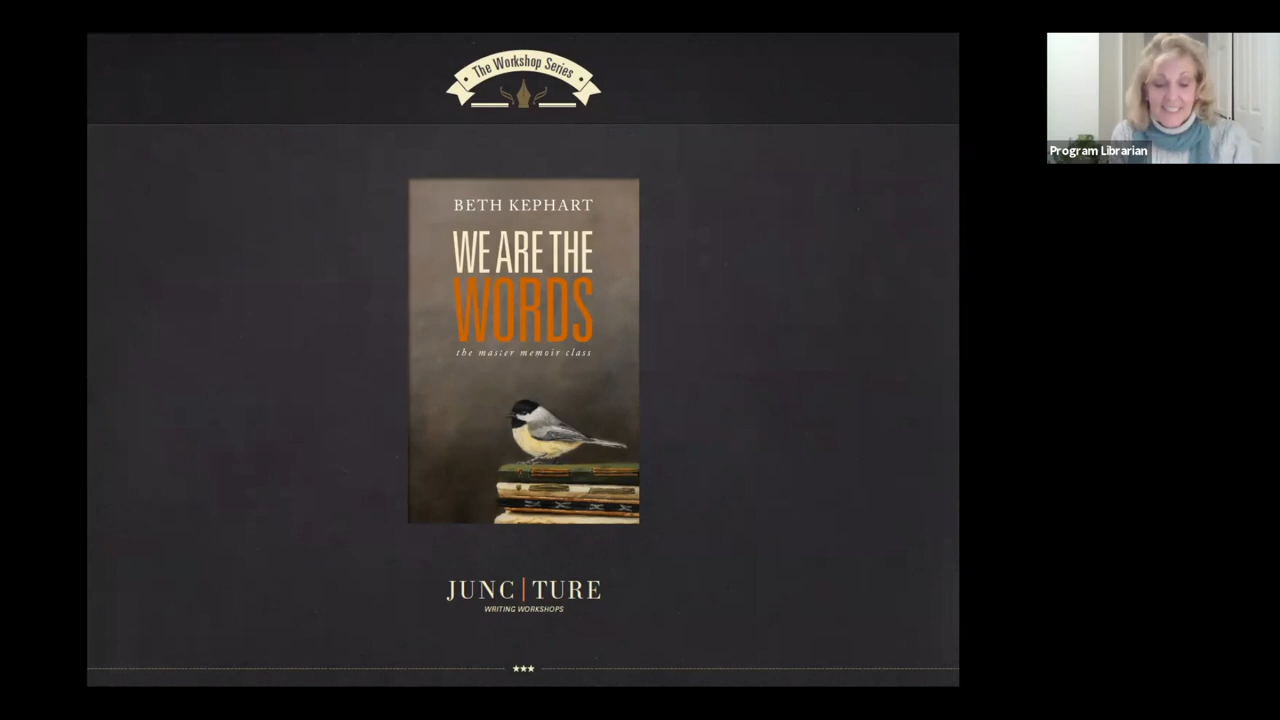 The Workshop Series
BETH KEPHART
WE ARE THE
WORDS
the master memoir class
JUNC|TURE
WRITING WORKSHOPS
Program Librarian